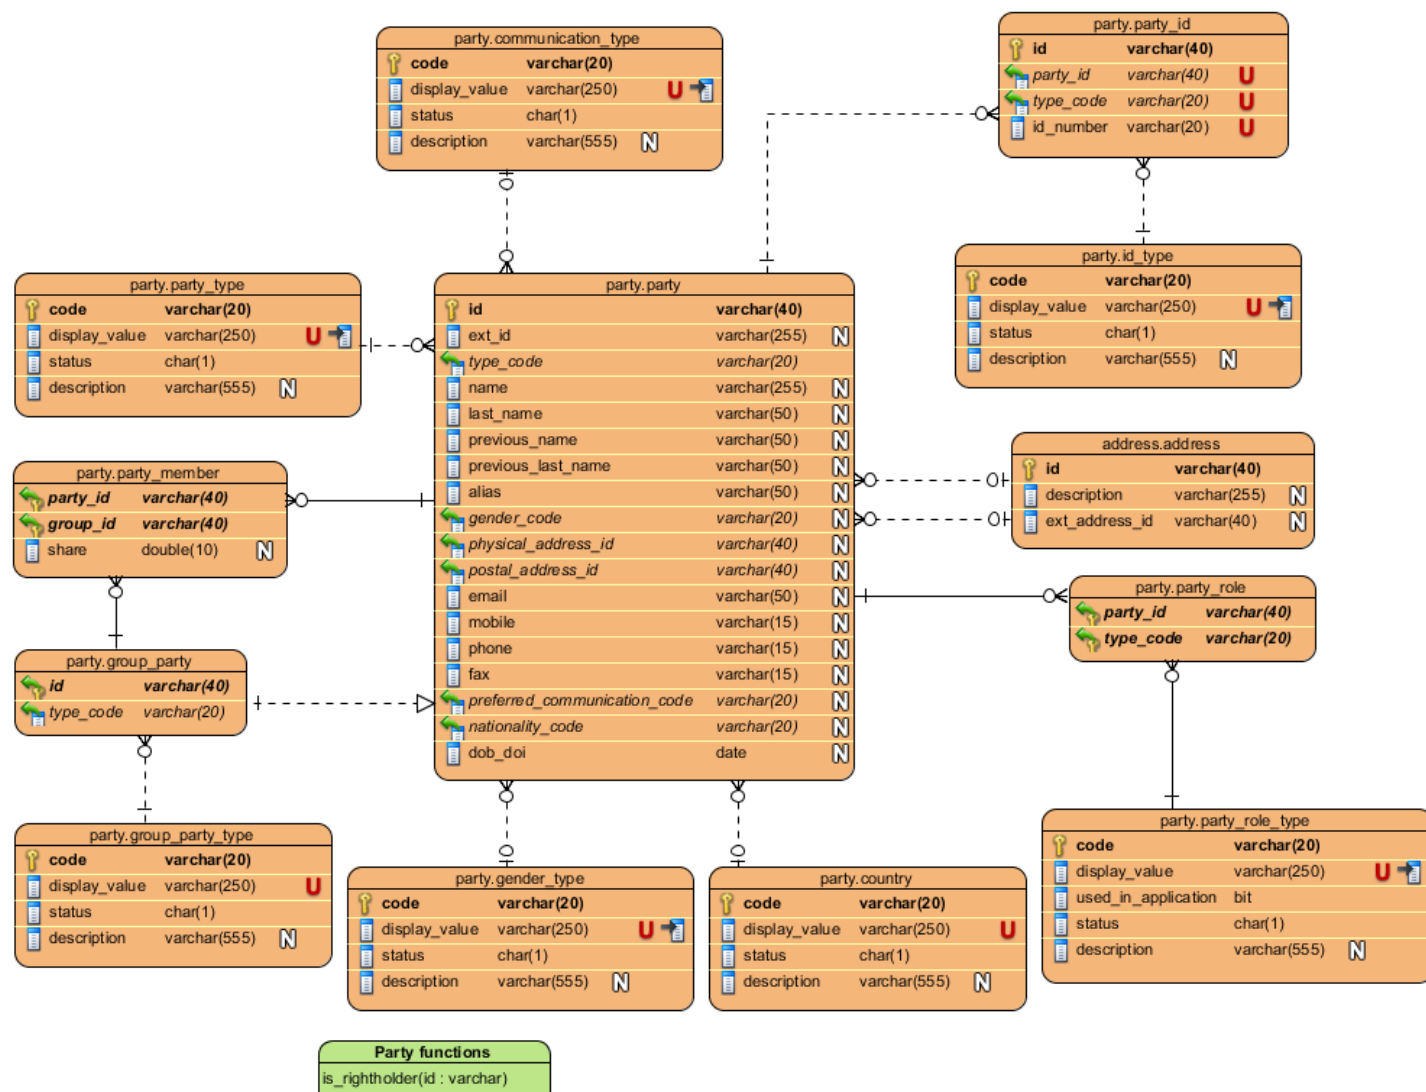 party.communication_type
code varchar(20)
display_value varchar(250) U
status char(1)
description varchar(555) N
party.party_id
id varchar(40)
party_id varchar(40) U
type_code varchar(20) U
id_number varchar(20) U
party.party_type
code varchar(20)
display_value varchar(250) U
status char(1)
description varchar(555) N
party.party
id varchar(40)
ext_id varchar(255) N
type_code varchar(20)
name varchar(255) N
last_name varchar(50) N
previous_name varchar(50) N
previous_last_name varchar(50) N
alias varchar(50) N
gender_code varchar(20) N
physical_address_id varchar(40) N
postal_address_id varchar(40) N
email varchar(50) N
mobile varchar(15) N
phone varchar(15) N
fax varchar(15) N
preferred_communication_code varchar(20) N
nationality_code varchar(20) N
dob_doi date N
party.id_type
code varchar(20)
display_value varchar(250) U
status char(1)
description varchar(555) N
address.address
id varchar(40)
description varchar(255) N
ext_address_id varchar(40) N
party.party_member
party_id varchar(40)
group_id varchar(40)
share double(10) N
party.party_role
party_id varchar(40)
type_code varchar(20)
party.group_party
id varchar(40)
type_code varchar(20)
party.group_party_type
code varchar(20)
display_value varchar(250) U
status char(1)
description varchar(555) N
party.gender_type
code varchar(20)
display_value varchar(250) U
status char(1)
description varchar(555) N
party.country
code varchar(20)
display_value varchar(250) U
status char(1)
description varchar(555) N
party.party_role_type
code varchar(20)
display_value varchar(250) U
used_in_application bit
status char(1)
description varchar(555) N
Party functions
is_rightholder(id : varchar)